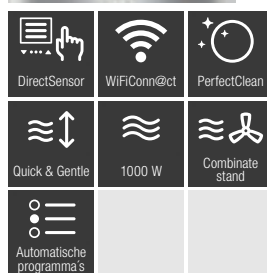 DirectSensor
WiFiConn@ct
PerfectClean
Quick & Gentle
1000 W
Combinate
stand
Automatische
programma´s